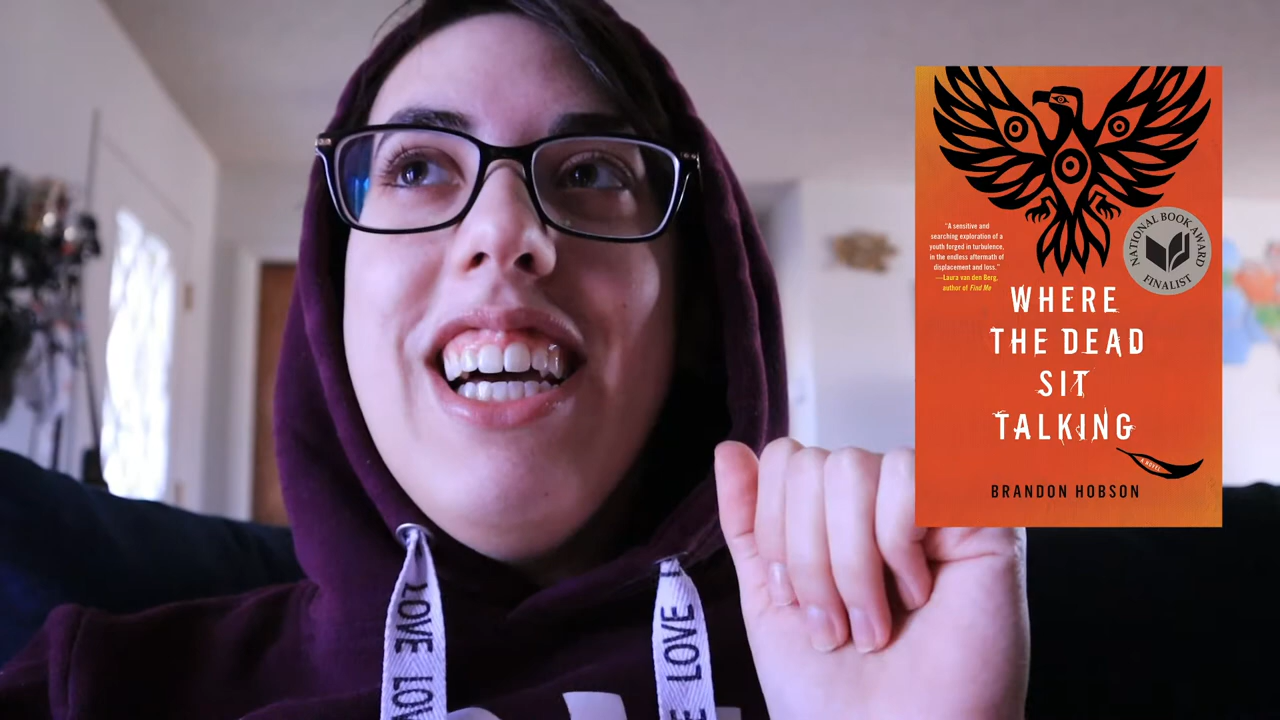 "A sensitive and
searching exploration of a
youth forged in turbulence,
in the endless aftermath of
displacement and loss."
—Laura van den Berg,
author of Find Me
NATIONAL BOOK AWARD
FINALIST
WHERE
THE DEAD
SIT
TALKING
A NOVEL
BRANDON HOBSON
LOVE
LOVE
LOVE